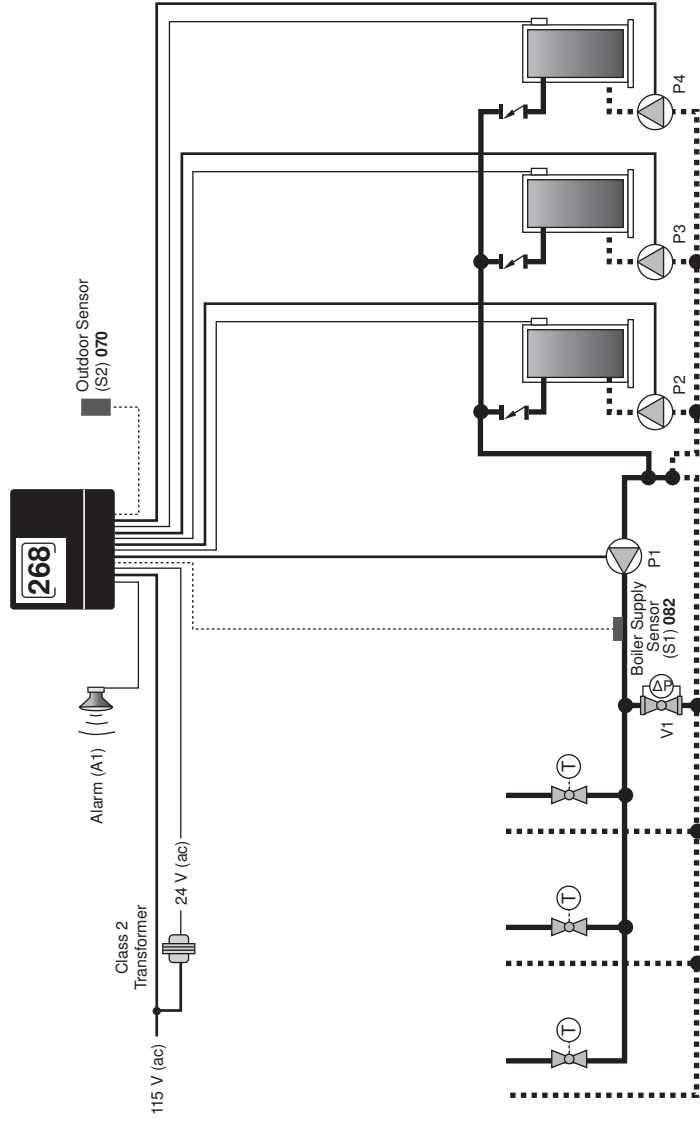 268
Outdoor Sensor
(S2) 070
Alarm (A1)
Class 2
Transformer
115 V (ac)
24 V (ac)
Boiler Supply
Sensor
(S1) 082
P1
P2
P3
P4
V1
ΔP
T
T
T